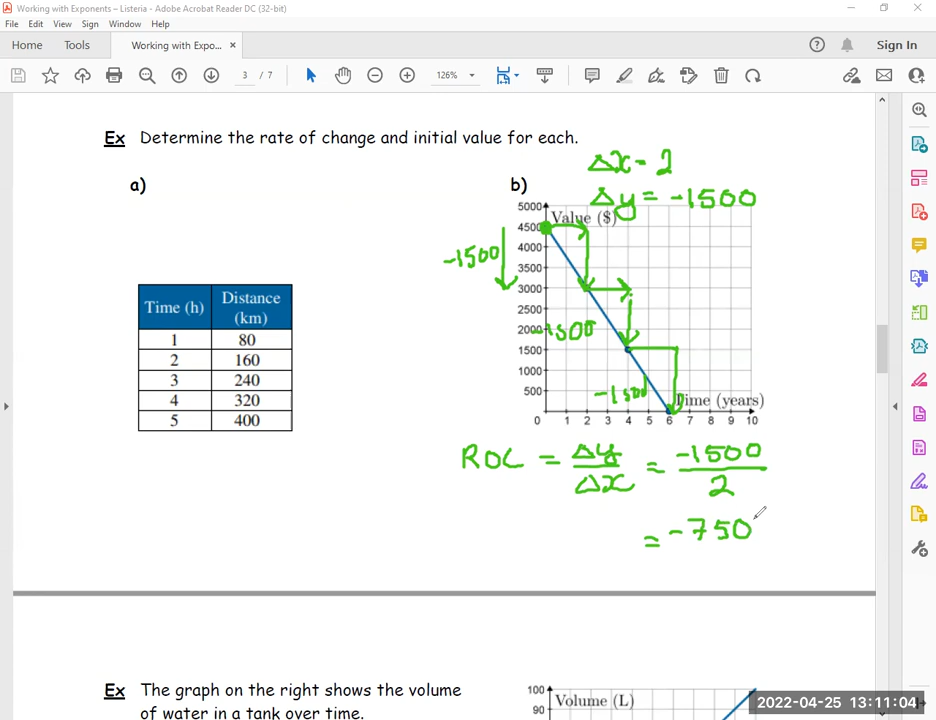 Working with Exponents – Listeria - Adobe Acrobat Reader DC (32-bit)
File Edit View Sign Window Help
Home Tools Working with Expo... × Sign In
3 / 7 126%
Ex Determine the rate of change and initial value for each.
a)
Time (h) Distance (km)
1 80
2 160
3 240
4 320
5 400
b)
Δx = 2
Δy = -1500
Value ($)
5000
4500
4000
3500
3000
2500
2000
1500
1000
500
-1500
-1500
-1500
Time (years)
0 1 2 3 4 5 6 7 8 9 10
ROC = Δy/Δx = -1500/2
= -750
Ex The graph on the right shows the volume
of water in a tank over time.
100
90
Volume (L)
2022-04-25 13:11:04